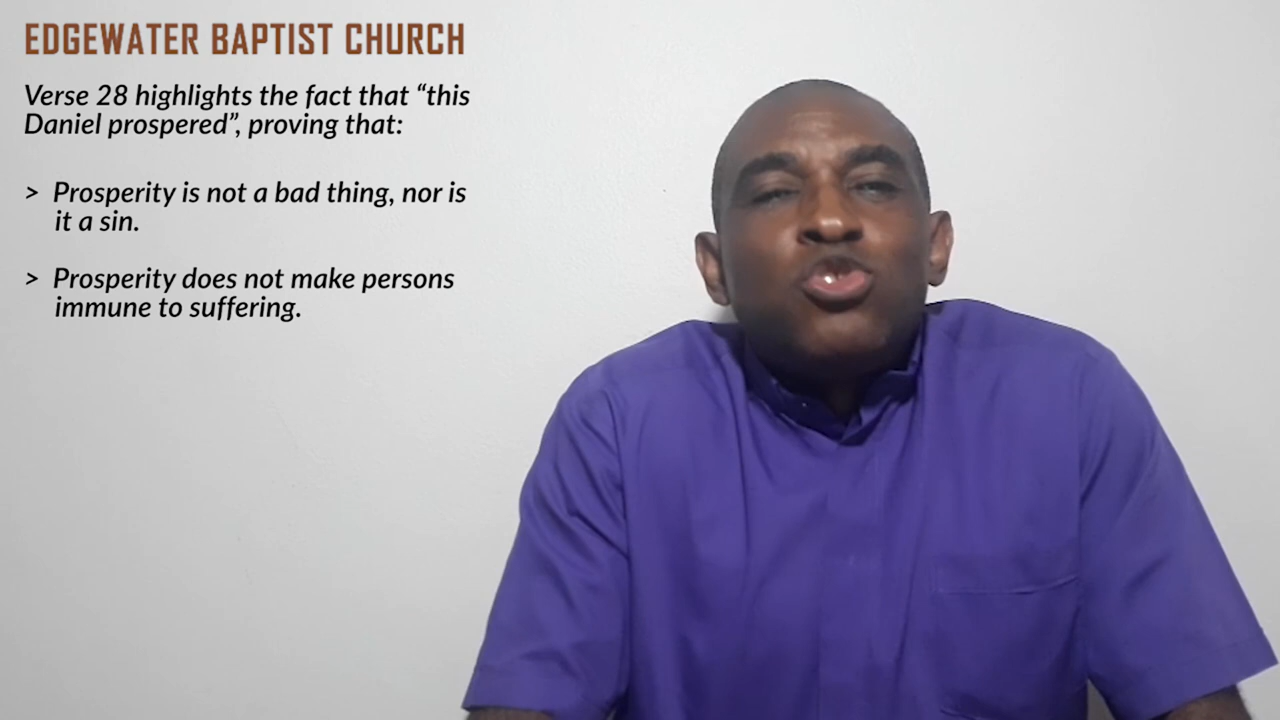 EDGEWATER BAPTIST CHURCH
Verse 28 highlights the fact that “this
Daniel prospered”, proving that:
> Prosperity is not a bad thing, nor is
it a sin.
> Prosperity does not make persons
immune to suffering.